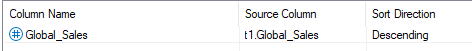 Column Name Source Column Sort Direction
Global_Sales t1.Global_Sales Descending